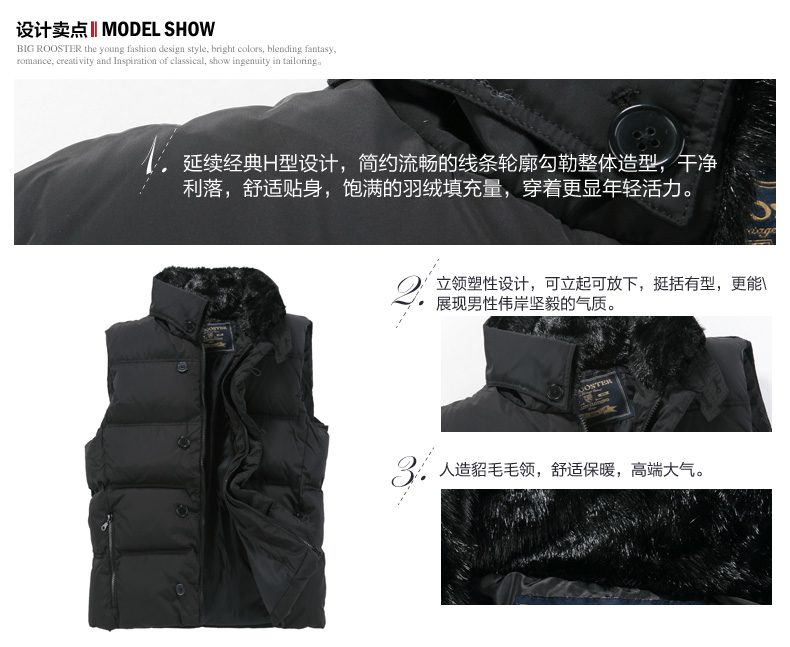 设计卖点 MODEL SHOW
BIG ROOSTER the young fashion design style, bright colors, blending fantasy,
romance, creativity and Inspiration of classical, show ingenuity in tailoring。
1. 延续经典H型设计，简约流畅的线条轮廓勾勒整体造型，干净
利落，舒适贴身，饱满的羽绒填充量，穿着更显年轻活力。
2. 立领塑性设计，可立起可放下，挺括有型，更能\
展现男性伟岸坚毅的气质。
3. 人造貂毛毛领，舒适保暖，高端大气。